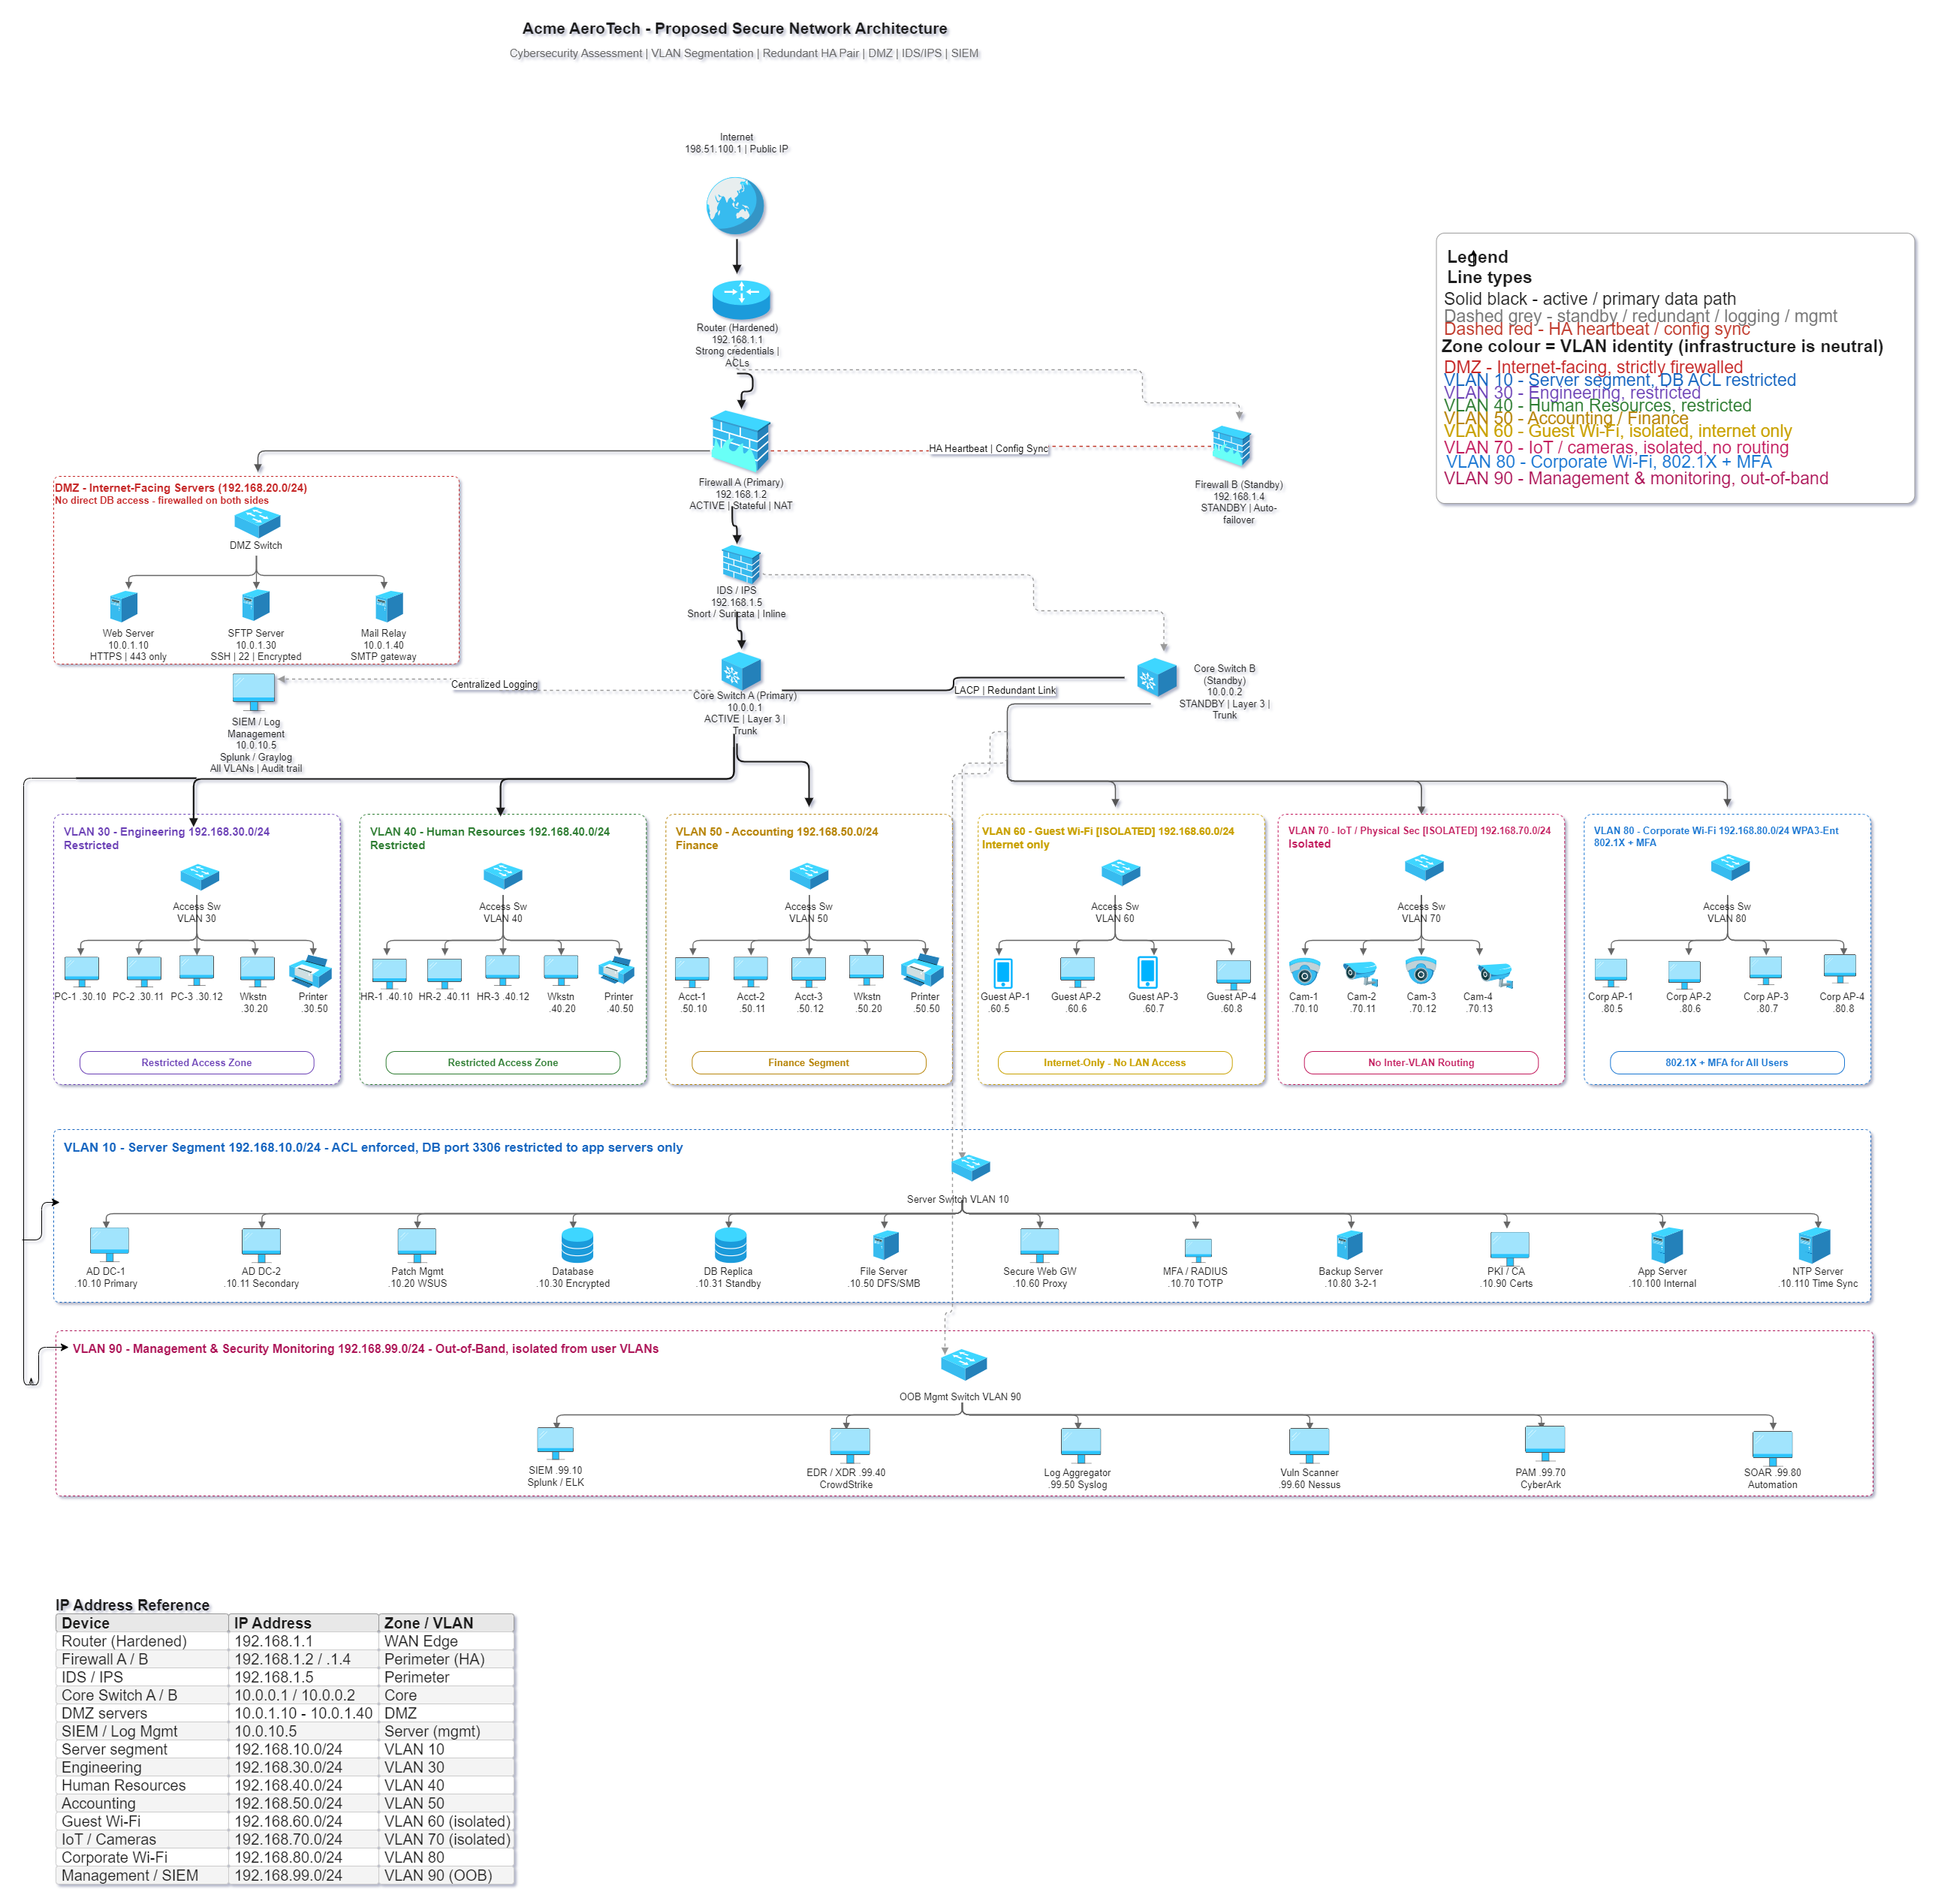 Acme AeroTech - Proposed Secure Network Architecture
Cybersecurity Assessment | VLAN Segmentation | Redundant HA Pair | DMZ | IDS/IPS | SIEM
Internet
198.51.100.1 | Public IP
Legend
Line types
Solid black - active / primary data path
Dashed grey - standby / redundant / logging / mgmt
Dashed red - HA heartbeat / config sync
Zone colour = VLAN identity (infrastructure is neutral)
DMZ - Internet-facing, strictly firewalled
VLAN 10 - Server segment, DB ACL restricted
VLAN 30 - Engineering, restricted
VLAN 40 - Human Resources, restricted
VLAN 50 - Accounting / Finance
VLAN 60 - Guest Wi-Fi, isolated, internet only
VLAN 70 - IoT / cameras, isolated, no routing
VLAN 80 - Corporate Wi-Fi, 802.1X + MFA
VLAN 90 - Management & monitoring, out-of-band
Router (Hardened)
192.168.1.1
Strong credentials |
ACLs
HA Heartbeat | Config Sync
Firewall A (Primary)
192.168.1.2
ACTIVE | Stateful | NAT
Firewall B (Standby)
192.168.1.4
STANDBY | Auto-
failover
DMZ - Internet-Facing Servers (192.168.20.0/24)
No direct DB access - firewalled on both sides
DMZ Switch
Web Server
10.0.1.10
HTTPS | 443 only
SFTP Server
10.0.1.30
SSH | 22 | Encrypted
Mail Relay
10.0.1.40
SMTP gateway
IDS / IPS
192.168.1.5
Snort / Suricata | Inline
Centralized Logging
Core Switch A (Primary)
10.0.0.1
ACTIVE | Layer 3 |
Trunk
LACP | Redundant Link
Core Switch B
(Standby)
10.0.0.2
STANDBY | Layer 3 |
Trunk
SIEM / Log
Management
10.0.10.5
Splunk / Graylog
All VLANs | Audit trail
VLAN 30 - Engineering 192.168.30.0/24
Restricted
Access Sw
VLAN 30
PC-1 .30.10
PC-2 .30.11
PC-3 .30.12
Wkstn
.30.20
Printer
.30.50
Restricted Access Zone
VLAN 40 - Human Resources 192.168.40.0/24
Restricted
Access Sw
VLAN 40
HR-1 .40.10
HR-2 .40.11
HR-3 .40.12
Wkstn
.40.20
Printer
.40.50
Restricted Access Zone
VLAN 50 - Accounting 192.168.50.0/24
Finance
Access Sw
VLAN 50
Acct-1
.50.10
Acct-2
.50.11
Acct-3
.50.12
Wkstn
.50.20
Printer
.50.50
Finance Segment
VLAN 60 - Guest Wi-Fi [ISOLATED] 192.168.60.0/24
Internet only
Access Sw
VLAN 60
Guest AP-1
.60.5
Guest AP-2
.60.6
Guest AP-3
.60.7
Guest AP-4
.60.8
Internet-Only - No LAN Access
VLAN 70 - IoT / Physical Sec [ISOLATED] 192.168.70.0/24
Isolated
Access Sw
VLAN 70
Cam-1
.70.10
Cam-2
.70.11
Cam-3
.70.12
Cam-4
.70.13
No Inter-VLAN Routing
VLAN 80 - Corporate Wi-Fi 192.168.80.0/24 WPA3-Ent
802.1X + MFA
Access Sw
VLAN 80
Corp AP-1
.80.5
Corp AP-2
.80.6
Corp AP-3
.80.7
Corp AP-4
.80.8
802.1X + MFA for All Users
VLAN 10 - Server Segment 192.168.10.0/24 - ACL enforced, DB port 3306 restricted to app servers only
Server Switch VLAN 10
AD DC-1
.10.10 Primary
AD DC-2
.10.11 Secondary
Patch Mgmt
.10.20 WSUS
Database
.10.30 Encrypted
DB Replica
.10.31 Standby
File Server
.10.50 DFS/SMB
Secure Web GW
.10.60 Proxy
MFA / RADIUS
.10.70 TOTP
Backup Server
.10.80 3-2-1
PKI / CA
.10.90 Certs
App Server
.10.100 Internal
NTP Server
.10.110 Time Sync
VLAN 90 - Management & Security Monitoring 192.168.99.0/24 - Out-of-Band, isolated from user VLANs
OOB Mgmt Switch VLAN 90
SIEM .99.10
Splunk / ELK
EDR / XDR .99.40
CrowdStrike
Log Aggregator
.99.50 Syslog
Vuln Scanner
.99.60 Nessus
PAM .99.70
CyberArk
SOAR .99.80
Automation
IP Address Reference
Device IP Address Zone / VLAN
Router (Hardened) 192.168.1.1 WAN Edge
Firewall A / B 192.168.1.2 / .1.4 Perimeter (HA)
IDS / IPS 192.168.1.5 Perimeter
Core Switch A / B 10.0.0.1 / 10.0.0.2 Core
DMZ servers 10.0.1.10 - 10.0.1.40 DMZ
SIEM / Log Mgmt 10.0.10.5 Server (mgmt)
Server segment 192.168.10.0/24 VLAN 10
Engineering 192.168.30.0/24 VLAN 30
Human Resources 192.168.40.0/24 VLAN 40
Accounting 192.168.50.0/24 VLAN 50
Guest Wi-Fi 192.168.60.0/24 VLAN 60 (isolated)
IoT / Cameras 192.168.70.0/24 VLAN 70 (isolated)
Corporate Wi-Fi 192.168.80.0/24 VLAN 80
Management / SIEM 192.168.99.0/24 VLAN 90 (OOB)